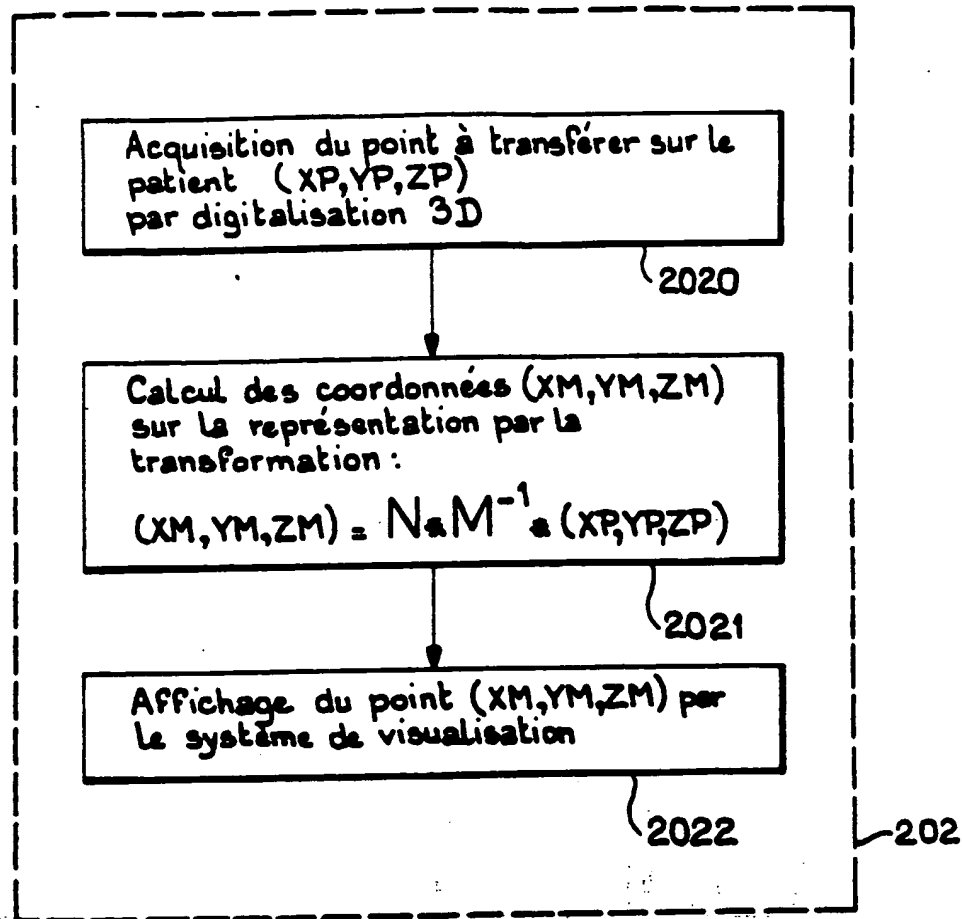 Acquisition du point à transférer sur le
patient (XP,YP,ZP)
par digitalisation 3D
2020
Calcul des coordonnées (XM,YM,ZM)
sur la représentation par la
transformation :
(XM,YM,ZM) = N * M⁻¹ * (XP,YP,ZP)
2021
Affichage du point (XM,YM,ZM) par
le système de visualisation
2022
202